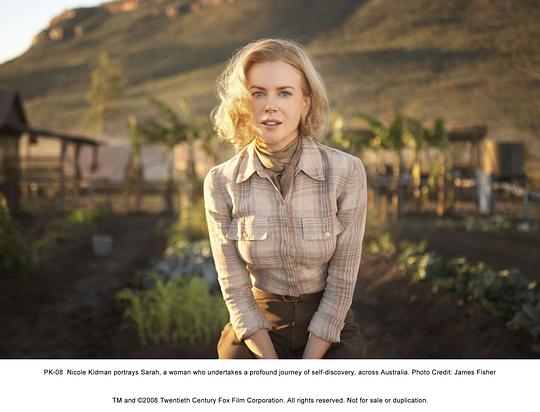 PK-08 Nicole Kidman portrays Sarah, a woman who undertakes a profound journey of self-discovery, across Australia. Photo Credit: James Fisher
TM and ©2008 Twentieth Century Fox Film Corporation. All rights reserved. Not for sale or duplication.